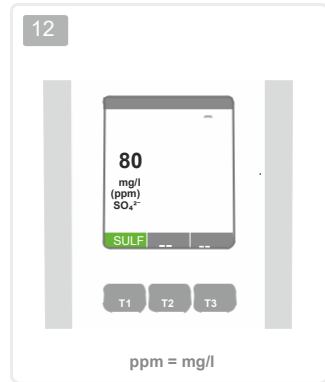 12
80
mg/l
(ppm)
SO₄²⁻
SULF -- --
T1 T2 T3
ppm = mg/l